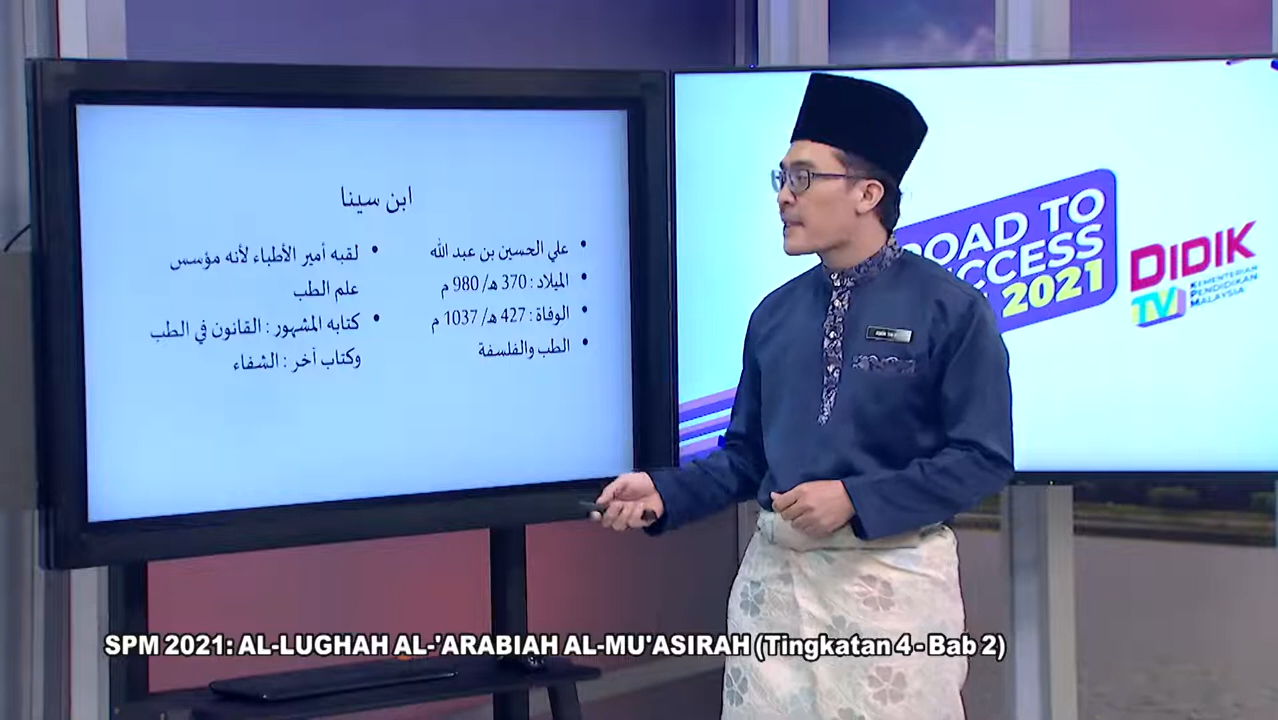 ابن سينا
علي الحسين بن عبد الله
الميلاد : 370 هـ/ 980 م
الوفاة : 427 هـ/ 1037 م
الطب والفلسفة
لقبه أمير الأطباء لأنه مؤسس
علم الطب
كتابه المشهور : القانون في الطب
وكتاب آخر : الشفاء
ROAD TO
2021
DIDIK
TV
KEMENTERIAN
PENDIDIKAN
MALAYSIA
SPM 2021: AL-LUGHAH AL-'ARABIAH AL-MU'ASIRAH (Tingkatan 4 - Bab 2)